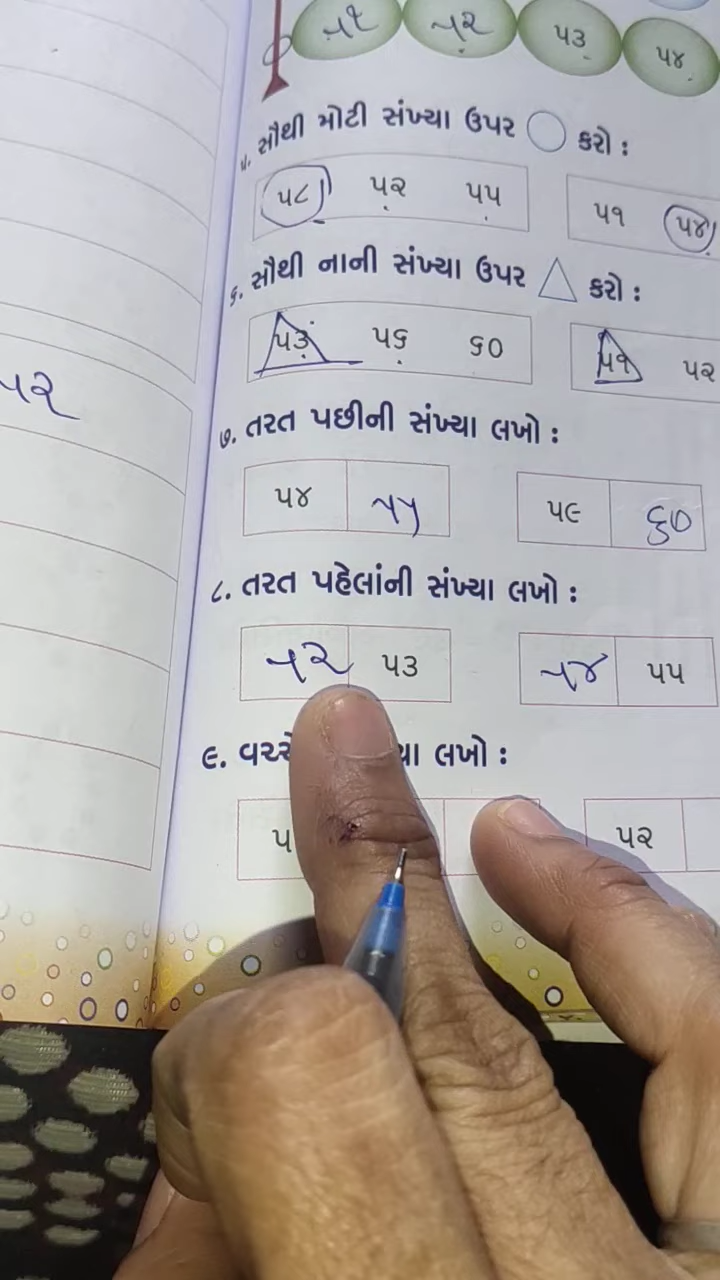 ૫૧ ૫૨ ૫૩ ૫૪
૫. સૌથી મોટી સંખ્યા ઉપર કરો :
૫૮ ૫૨ ૫૫ ૫૧ ૫૪
૬. સૌથી નાની સંખ્યા ઉપર કરો :
૫૩ ૫૬ ૬૦ ૫૧ ૫૨
૫૨
૭. તરત પછીની સંખ્યા લખો :
૫૪ ૫૫ ૫૯ ૬૦
૮. તરત પહેલાંની સંખ્યા લખો :
૫૨ ૫૩ ૫૪ ૫૫
૯. લખો :
૫૨